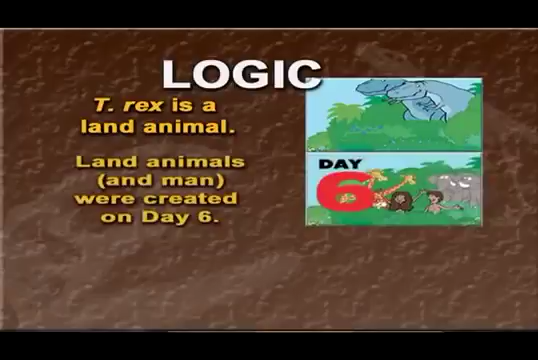 LOGIC
T. rex is a
land animal.
Land animals
(and man)
were created
on Day 6.
DAY
6